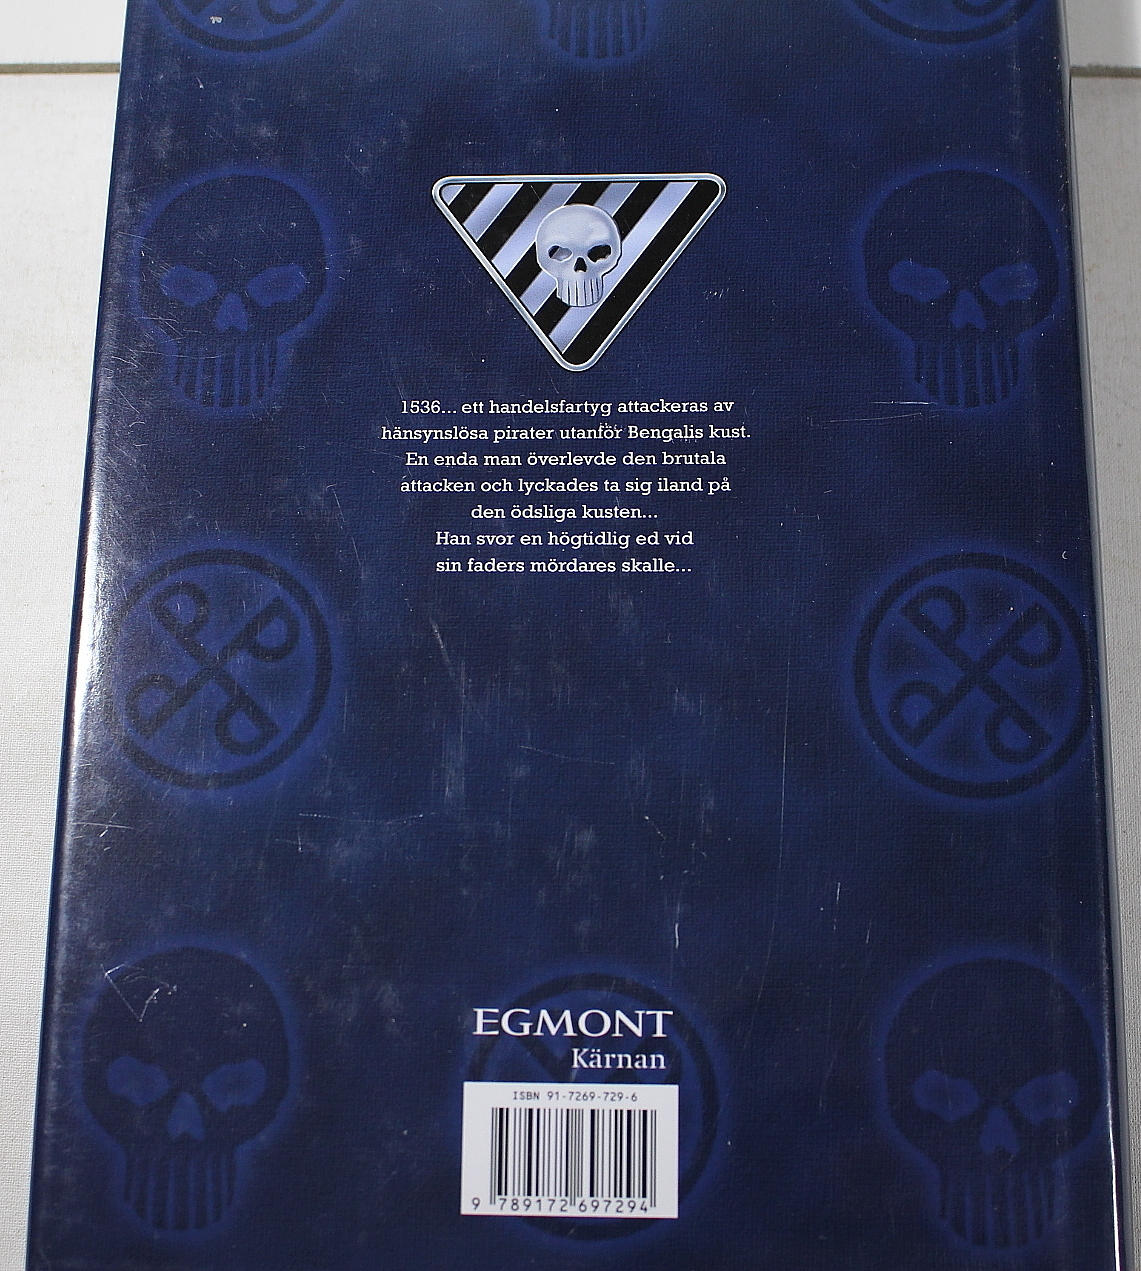 1536... ett handelsfartyg attackeras av
hänsynslösa pirater utanför Bengalis kust.
En enda man överlevde den brutala
attacken och lyckades ta sig iland på
den ödsliga kusten...
Han svor en högtidlig ed vid
sin faders mördares skalle...
EGMONT
Kärnan
ISBN 91-7269-729-6
9 789172 697294